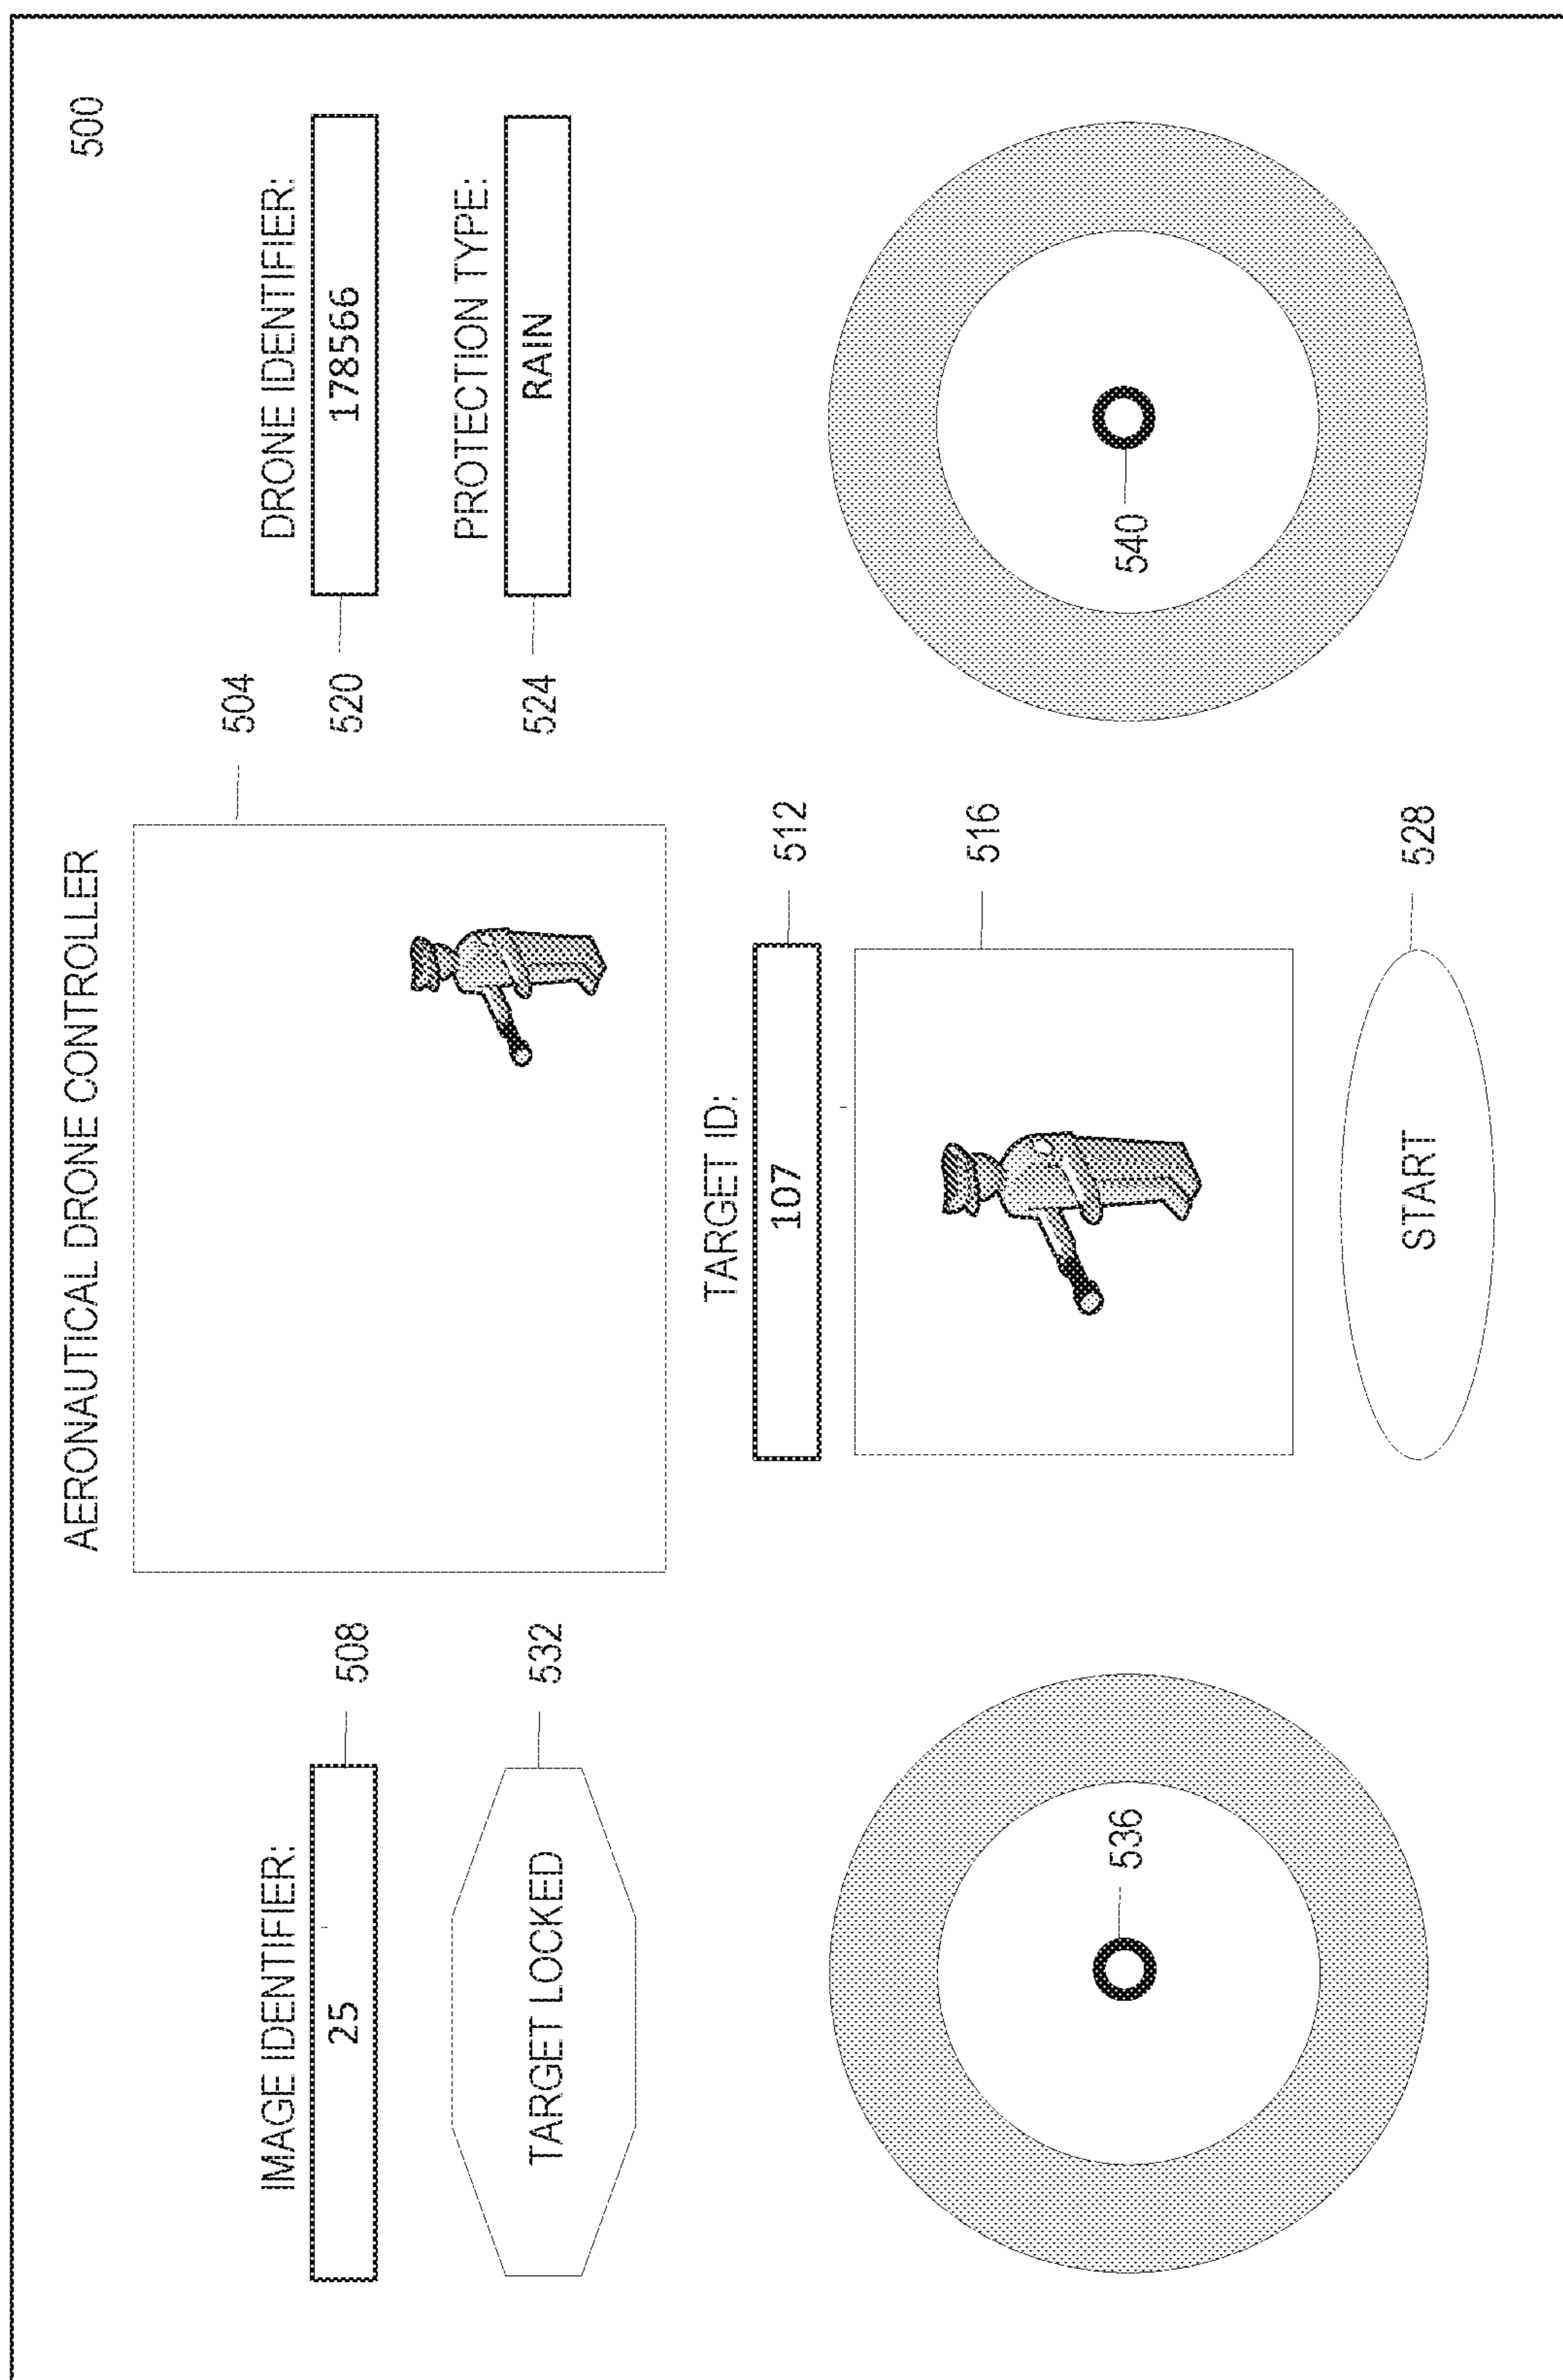 AERONAUTICAL DRONE CONTROLLER
500
IMAGE IDENTIFIER:
25
508
TARGET LOCKED
532
504
DRONE IDENTIFIER:
178566
520
PROTECTION TYPE:
RAIN
524
TARGET ID:
107
512
516
START
528
536
540